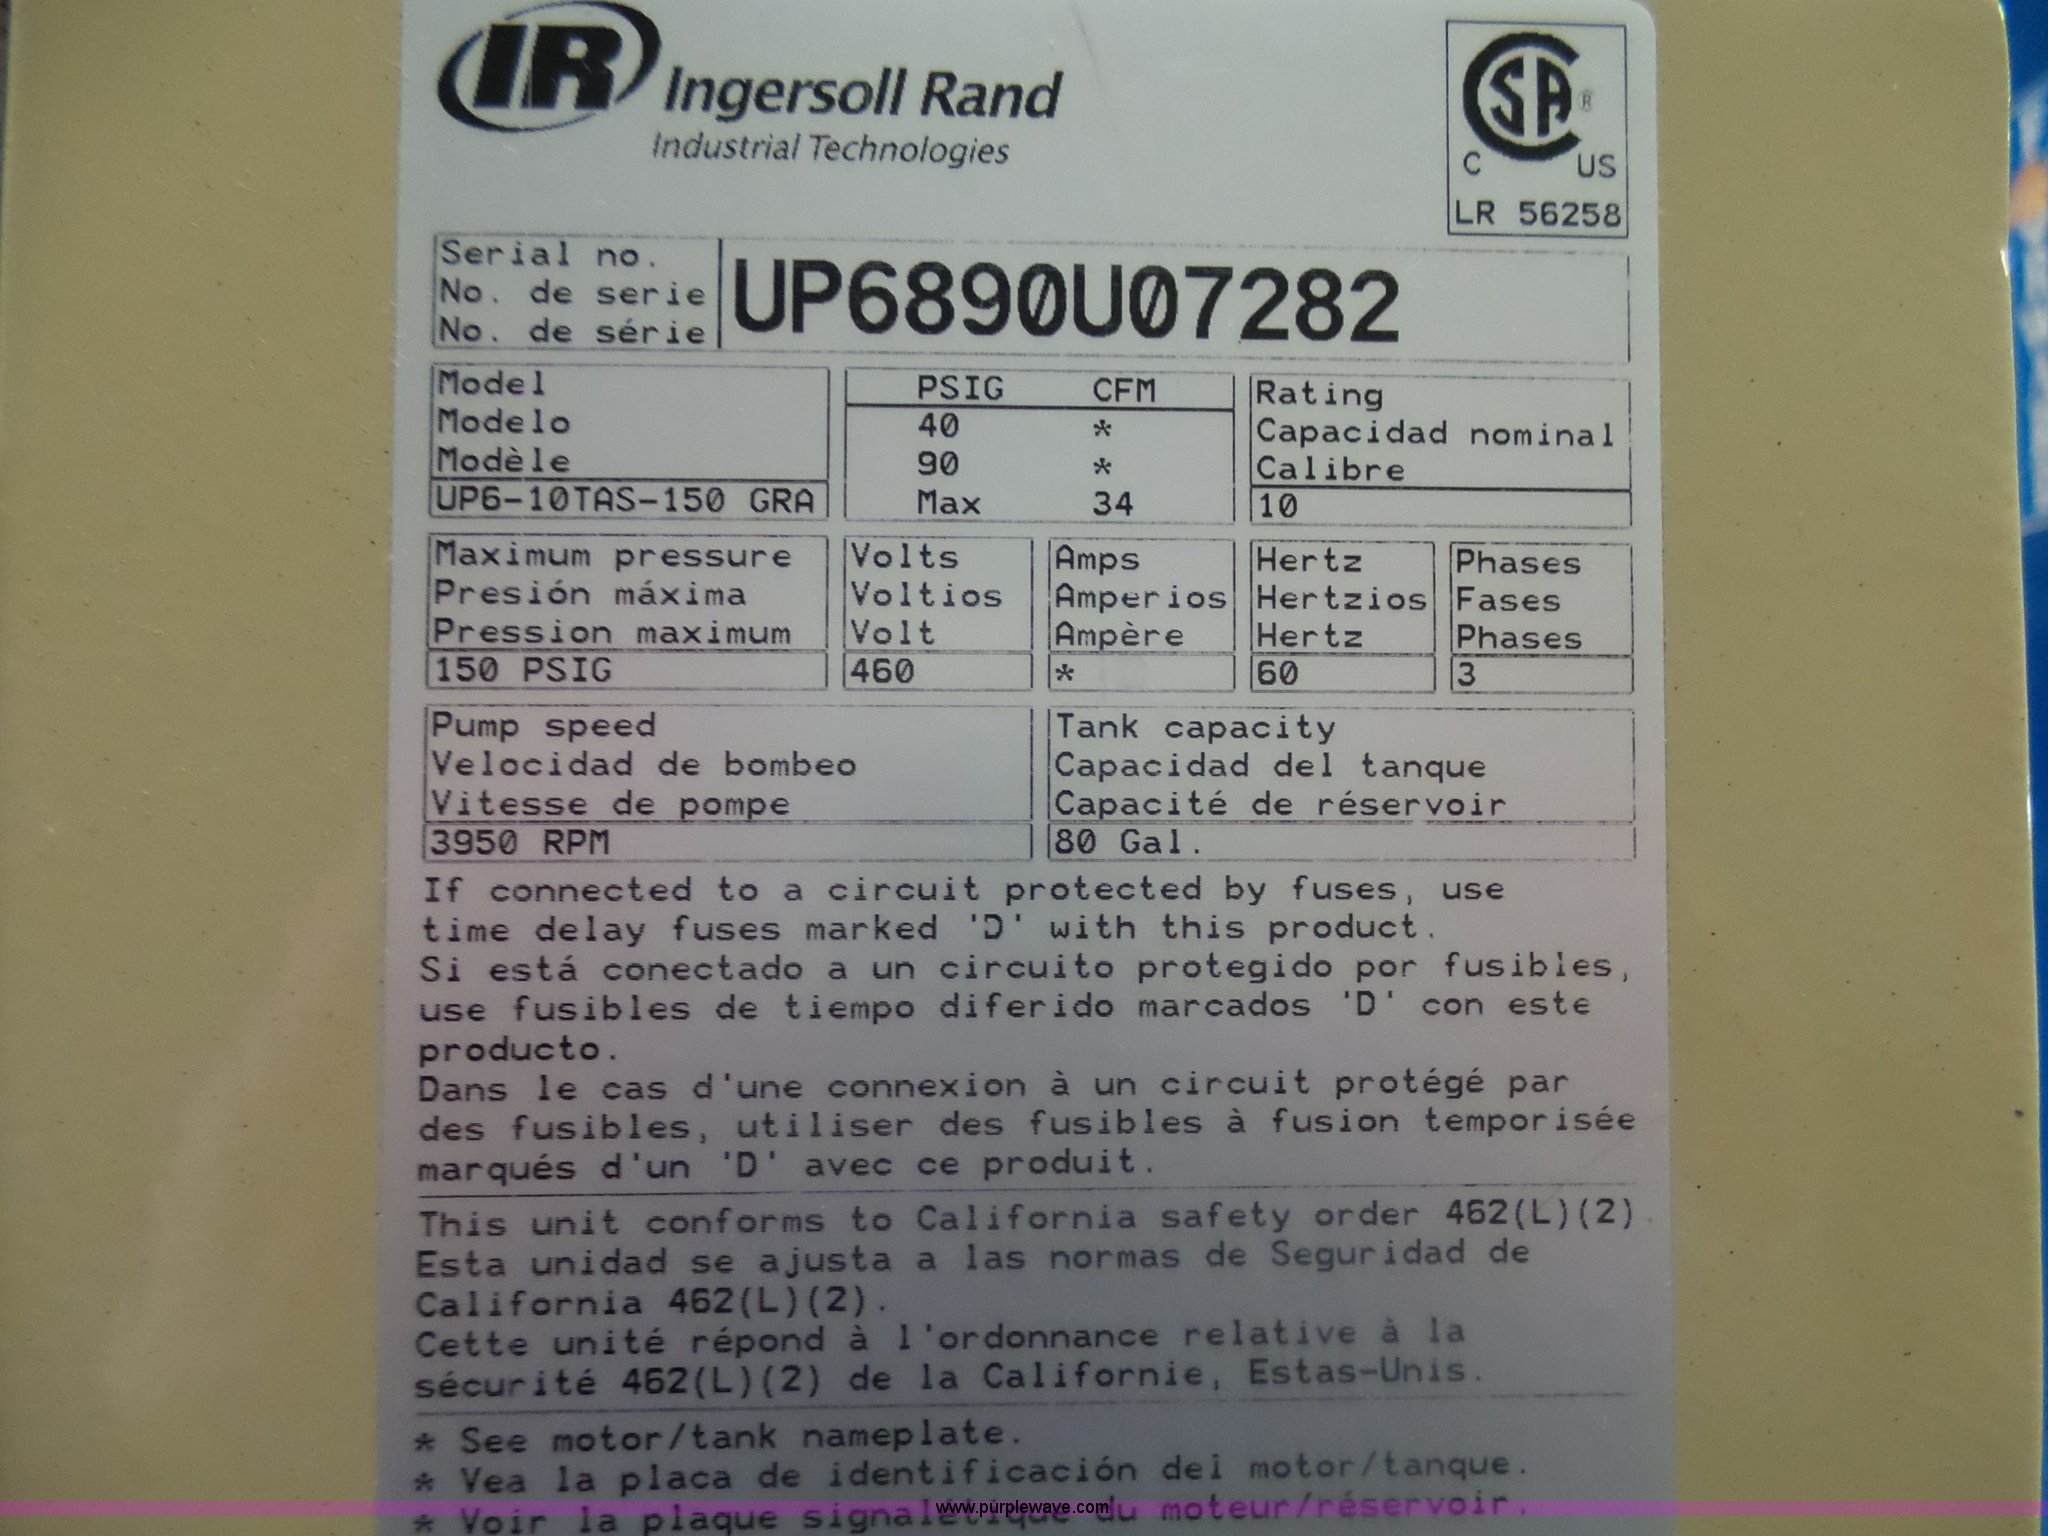 IR Ingersoll Rand
Industrial Technologies
CSA®
C US
LR 56258
Serial no.
No. de serie
No. de série
UP6890U07282
Model
Modelo
Modèle
UP6-10TAS-150 GRA
PSIG CFM
40 *
90 *
Max 34
Rating
Capacidad nominal
Calibre
10
Maximum pressure
Presión máxima
Pression maximum
150 PSIG
Volts
Voltios
Volt
460
Amps
Amperios
Ampère
*
Hertz
Hertzios
Hertz
60
Phases
Fases
Phases
3
Pump speed
Velocidad de bombeo
Vitesse de pompe
3950 RPM
Tank capacity
Capacidad del tanque
Capacité de réservoir
80 Gal.
If connected to a circuit protected by fuses, use
time delay fuses marked 'D' with this product.
Si está conectado a un circuito protegido por fusibles,
use fusibles de tiempo diferido marcados 'D' con este
producto.
Dans le cas d'une connexion à un circuit protégé par
des fusibles, utiliser des fusibles à fusion temporisée
marqués d'un 'D' avec ce produit.
This unit conforms to California safety order 462(L)(2).
Esta unidad se ajusta a las normas de Seguridad de
California 462(L)(2).
Cette unité répond à l'ordonnance relative à la
sécurité 462(L)(2) de la Californie, Estas-Unis.
* See motor/tank nameplate.
* Vea la placa de identificación del motor/tanque.
* Voir la plaque signalétique du moteur/réservoir.
www.purplewave.com